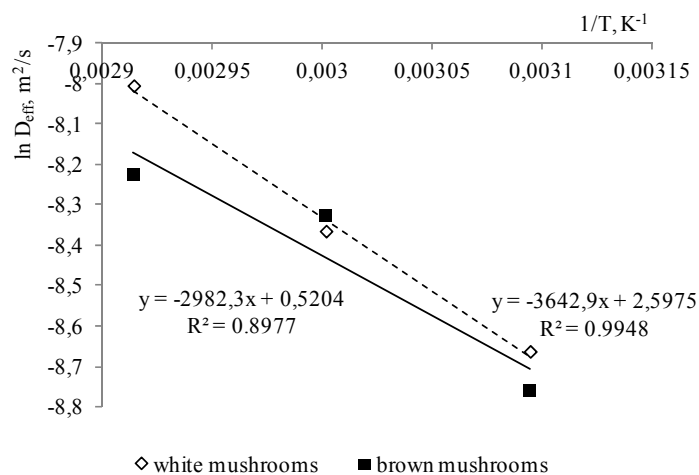 1/T, K-1
-7,9
0,0029 0,00295 0,003 0,00305 0,0031 0,00315
-8
-8,1
-8,2
-8,3
-8,4
-8,5
-8,6
-8,7
-8,8
ln Deff, m2/s
y = -2982,3x + 0,5204
R² = 0.8977
y = -3642,9x + 2,5975
R² = 0.9948
white mushrooms
brown mushrooms